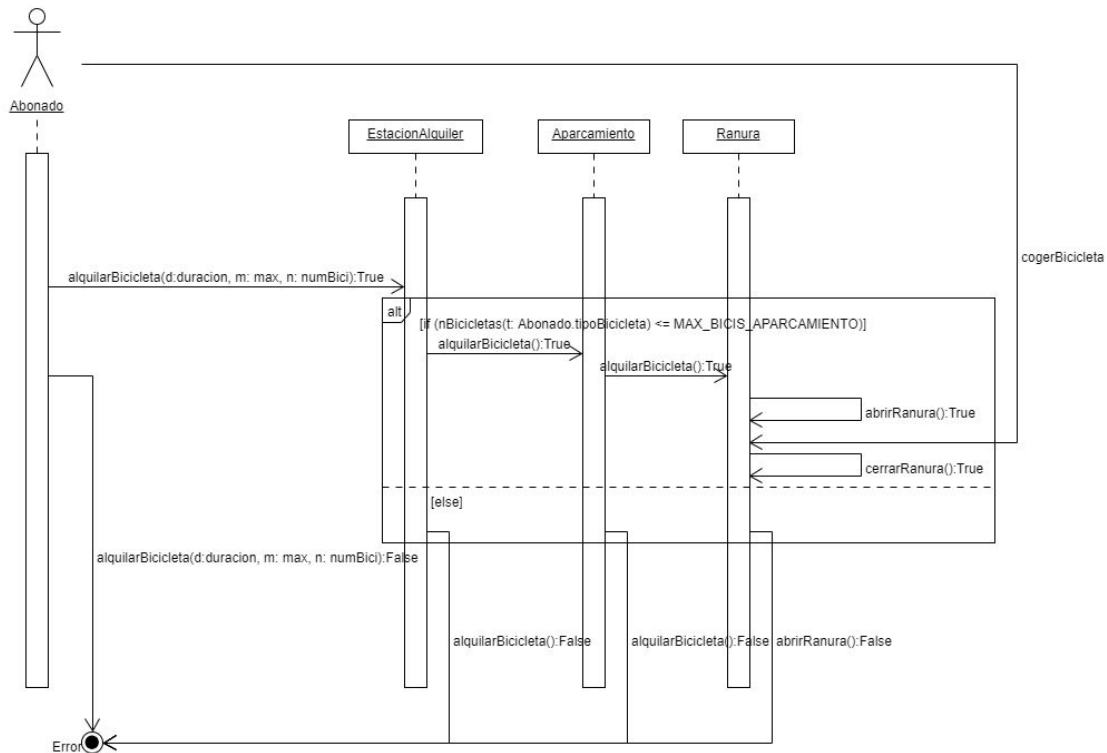 Abonado
EstacionAlquiler
Aparcamiento
Ranura
cogerBicicleta
alquilarBicicleta(d:duracion, m: max, n: numBici):True
alt
[if (nBicicletas(t: Abonado.tipoBicicleta) <= MAX_BICIS_APARCAMIENTO)]
alquilarBicicleta():True
alquilarBicicleta():True
abrirRanura():True
cerrarRanura():True
[else]
alquilarBicicleta(d:duracion, m: max, n: numBici):False
alquilarBicicleta():False
alquilarBicicleta():False
abrirRanura():False
Error